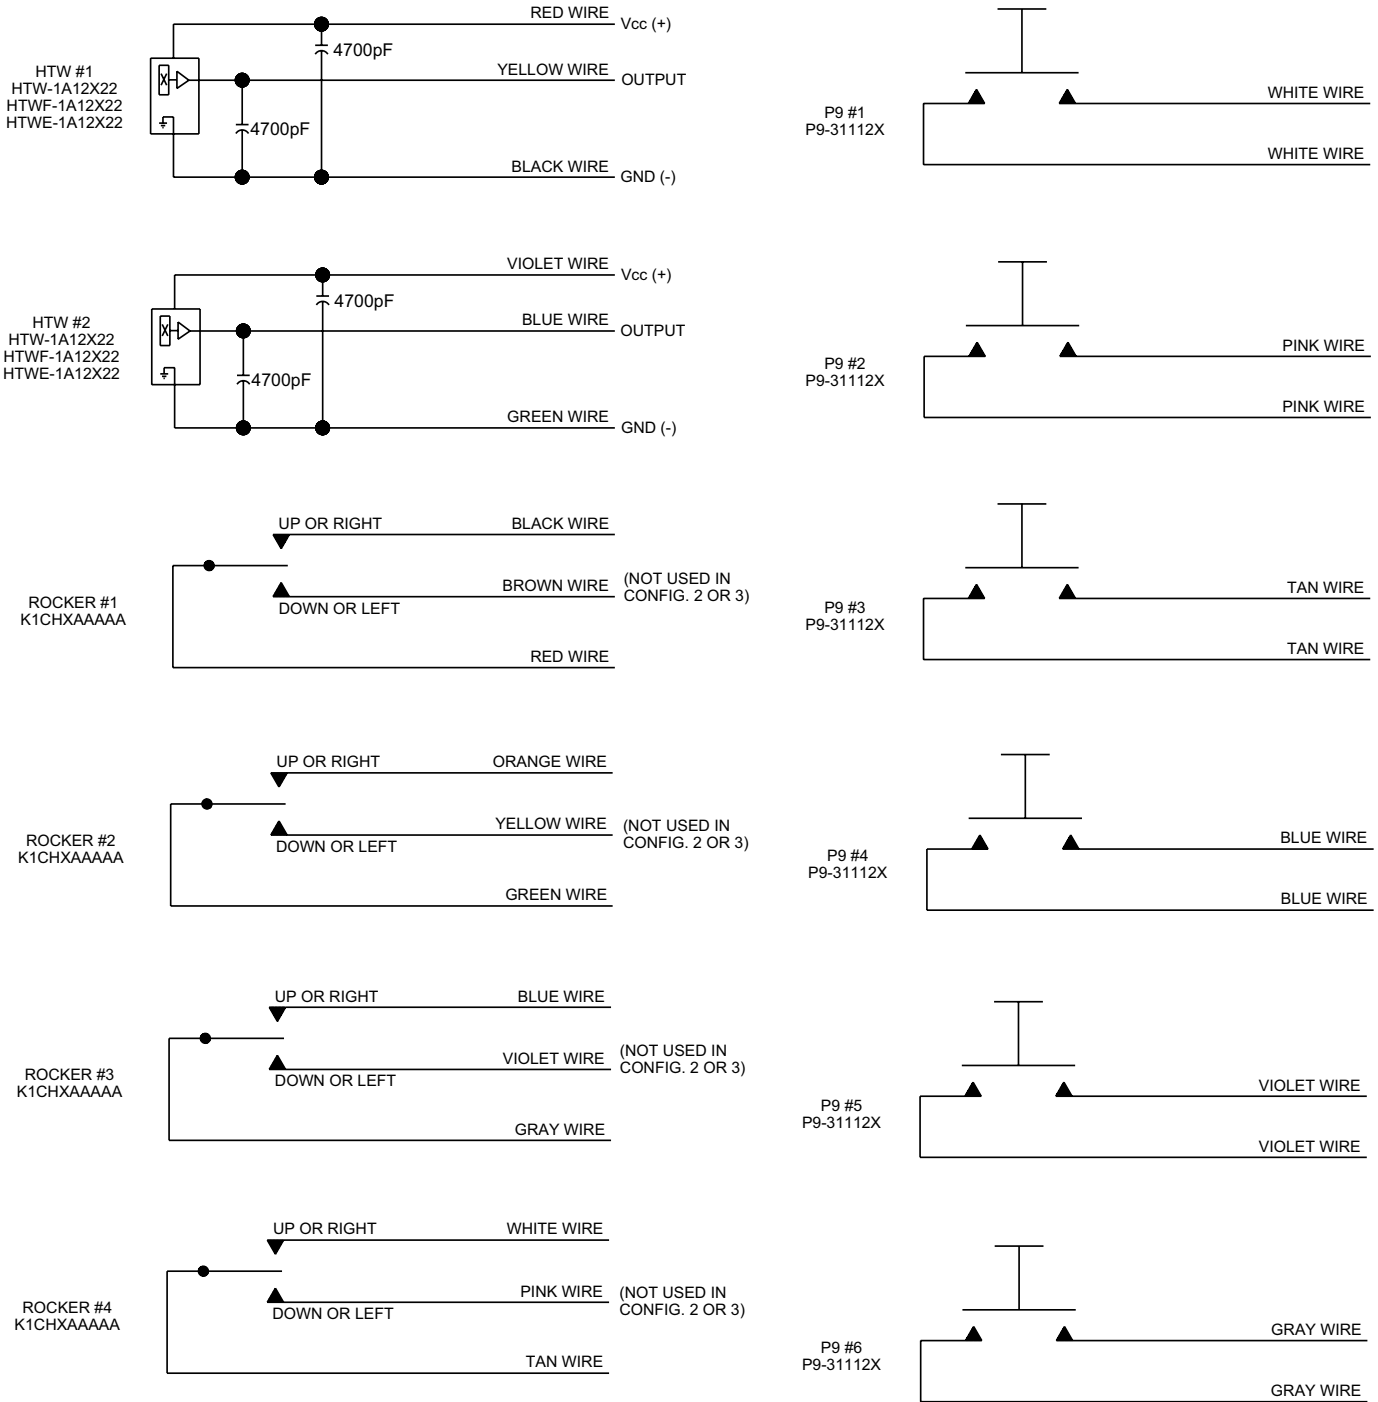 RED WIRE
Vcc (+)
4700pF
HTW #1
HTW-1A12X22
HTWF-1A12X22
HTWE-1A12X22
YELLOW WIRE
OUTPUT
4700pF
BLACK WIRE
GND (-)
VIOLET WIRE
Vcc (+)
4700pF
HTW #2
HTW-1A12X22
HTWF-1A12X22
HTWE-1A12X22
BLUE WIRE
OUTPUT
4700pF
GREEN WIRE
GND (-)
UP OR RIGHT
BLACK WIRE
ROCKER #1
K1CHXAAAAA
BROWN WIRE
(NOT USED IN
CONFIG. 2 OR 3)
DOWN OR LEFT
RED WIRE
UP OR RIGHT
ORANGE WIRE
ROCKER #2
K1CHXAAAAA
YELLOW WIRE
(NOT USED IN
CONFIG. 2 OR 3)
DOWN OR LEFT
GREEN WIRE
UP OR RIGHT
BLUE WIRE
ROCKER #3
K1CHXAAAAA
VIOLET WIRE
(NOT USED IN
CONFIG. 2 OR 3)
DOWN OR LEFT
GRAY WIRE
UP OR RIGHT
WHITE WIRE
ROCKER #4
K1CHXAAAAA
PINK WIRE
(NOT USED IN
CONFIG. 2 OR 3)
DOWN OR LEFT
TAN WIRE
P9 #1
P9-31112X
WHITE WIRE
WHITE WIRE
P9 #2
P9-31112X
PINK WIRE
PINK WIRE
P9 #3
P9-31112X
TAN WIRE
TAN WIRE
P9 #4
P9-31112X
BLUE WIRE
BLUE WIRE
P9 #5
P9-31112X
VIOLET WIRE
VIOLET WIRE
P9 #6
P9-31112X
GRAY WIRE
GRAY WIRE